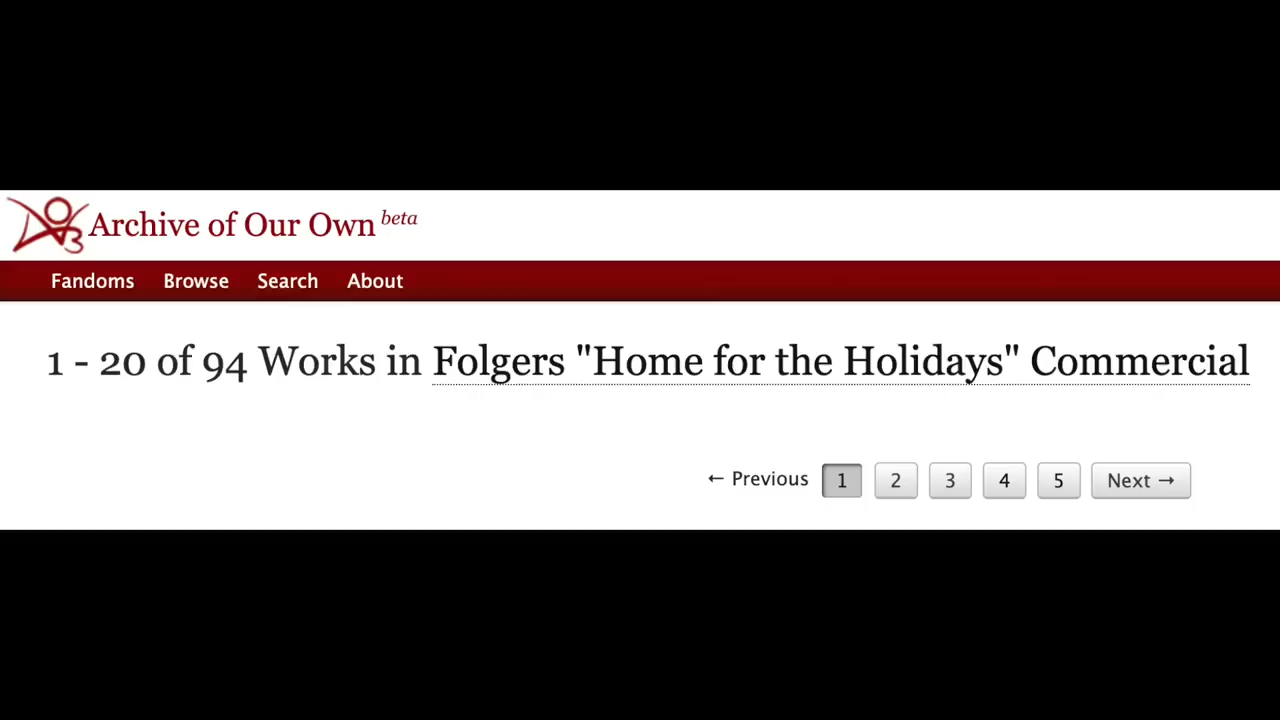 Archive of Our Own beta
Fandoms Browse Search About
1 - 20 of 94 Works in Folgers "Home for the Holidays" Commercial
← Previous 1 2 3 4 5 Next →